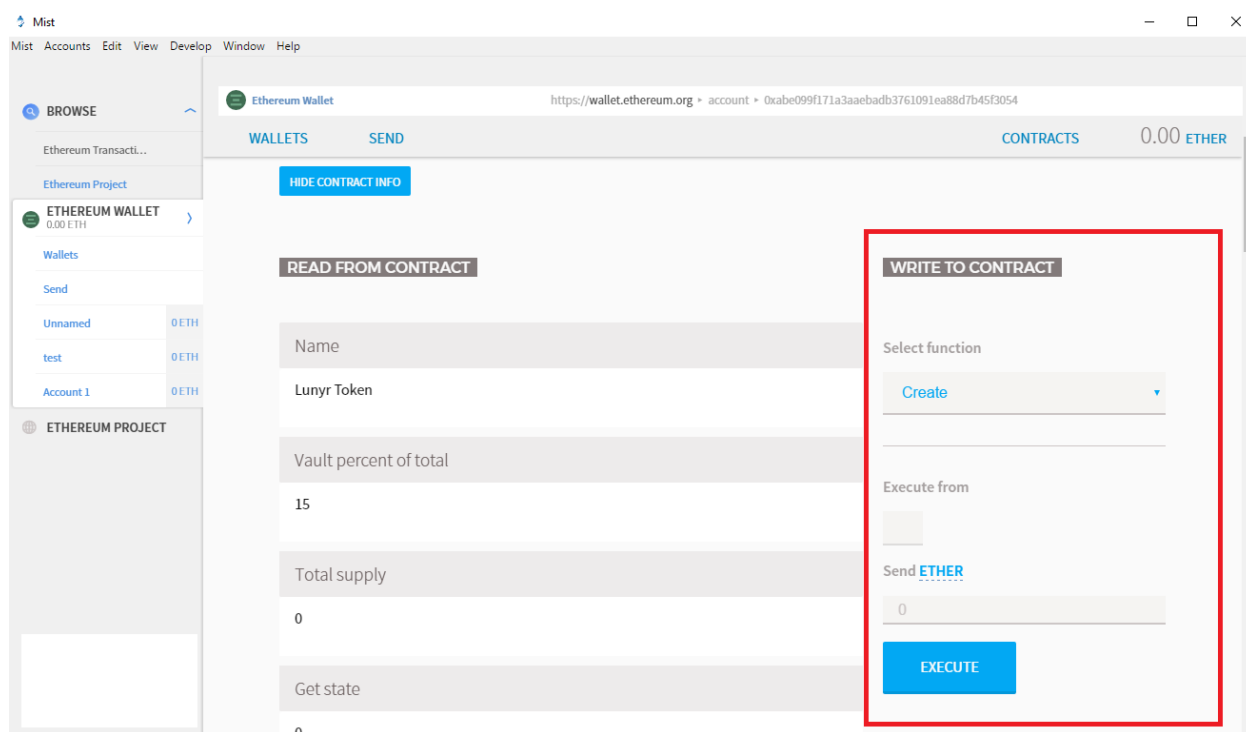 Mist
Mist Accounts Edit View Develop Window Help
BROWSE
Ethereum Transacti...
Ethereum Project
ETHEREUM WALLET
0.00 ETH
Wallets
Send
Unnamed 0 ETH
test 0 ETH
Account 1 0 ETH
ETHEREUM PROJECT
Ethereum Wallet https://wallet.ethereum.org ▸ account ▸ 0xabe099f171a3aaebadb3761091ea88d7b45f3054
WALLETS SEND CONTRACTS 0.00 ETHER
HIDE CONTRACT INFO
READ FROM CONTRACT
Name
Lunyr Token
Vault percent of total
15
Total supply
0
Get state
0
WRITE TO CONTRACT
Select function
Create
Execute from
Send ETHER
0
EXECUTE